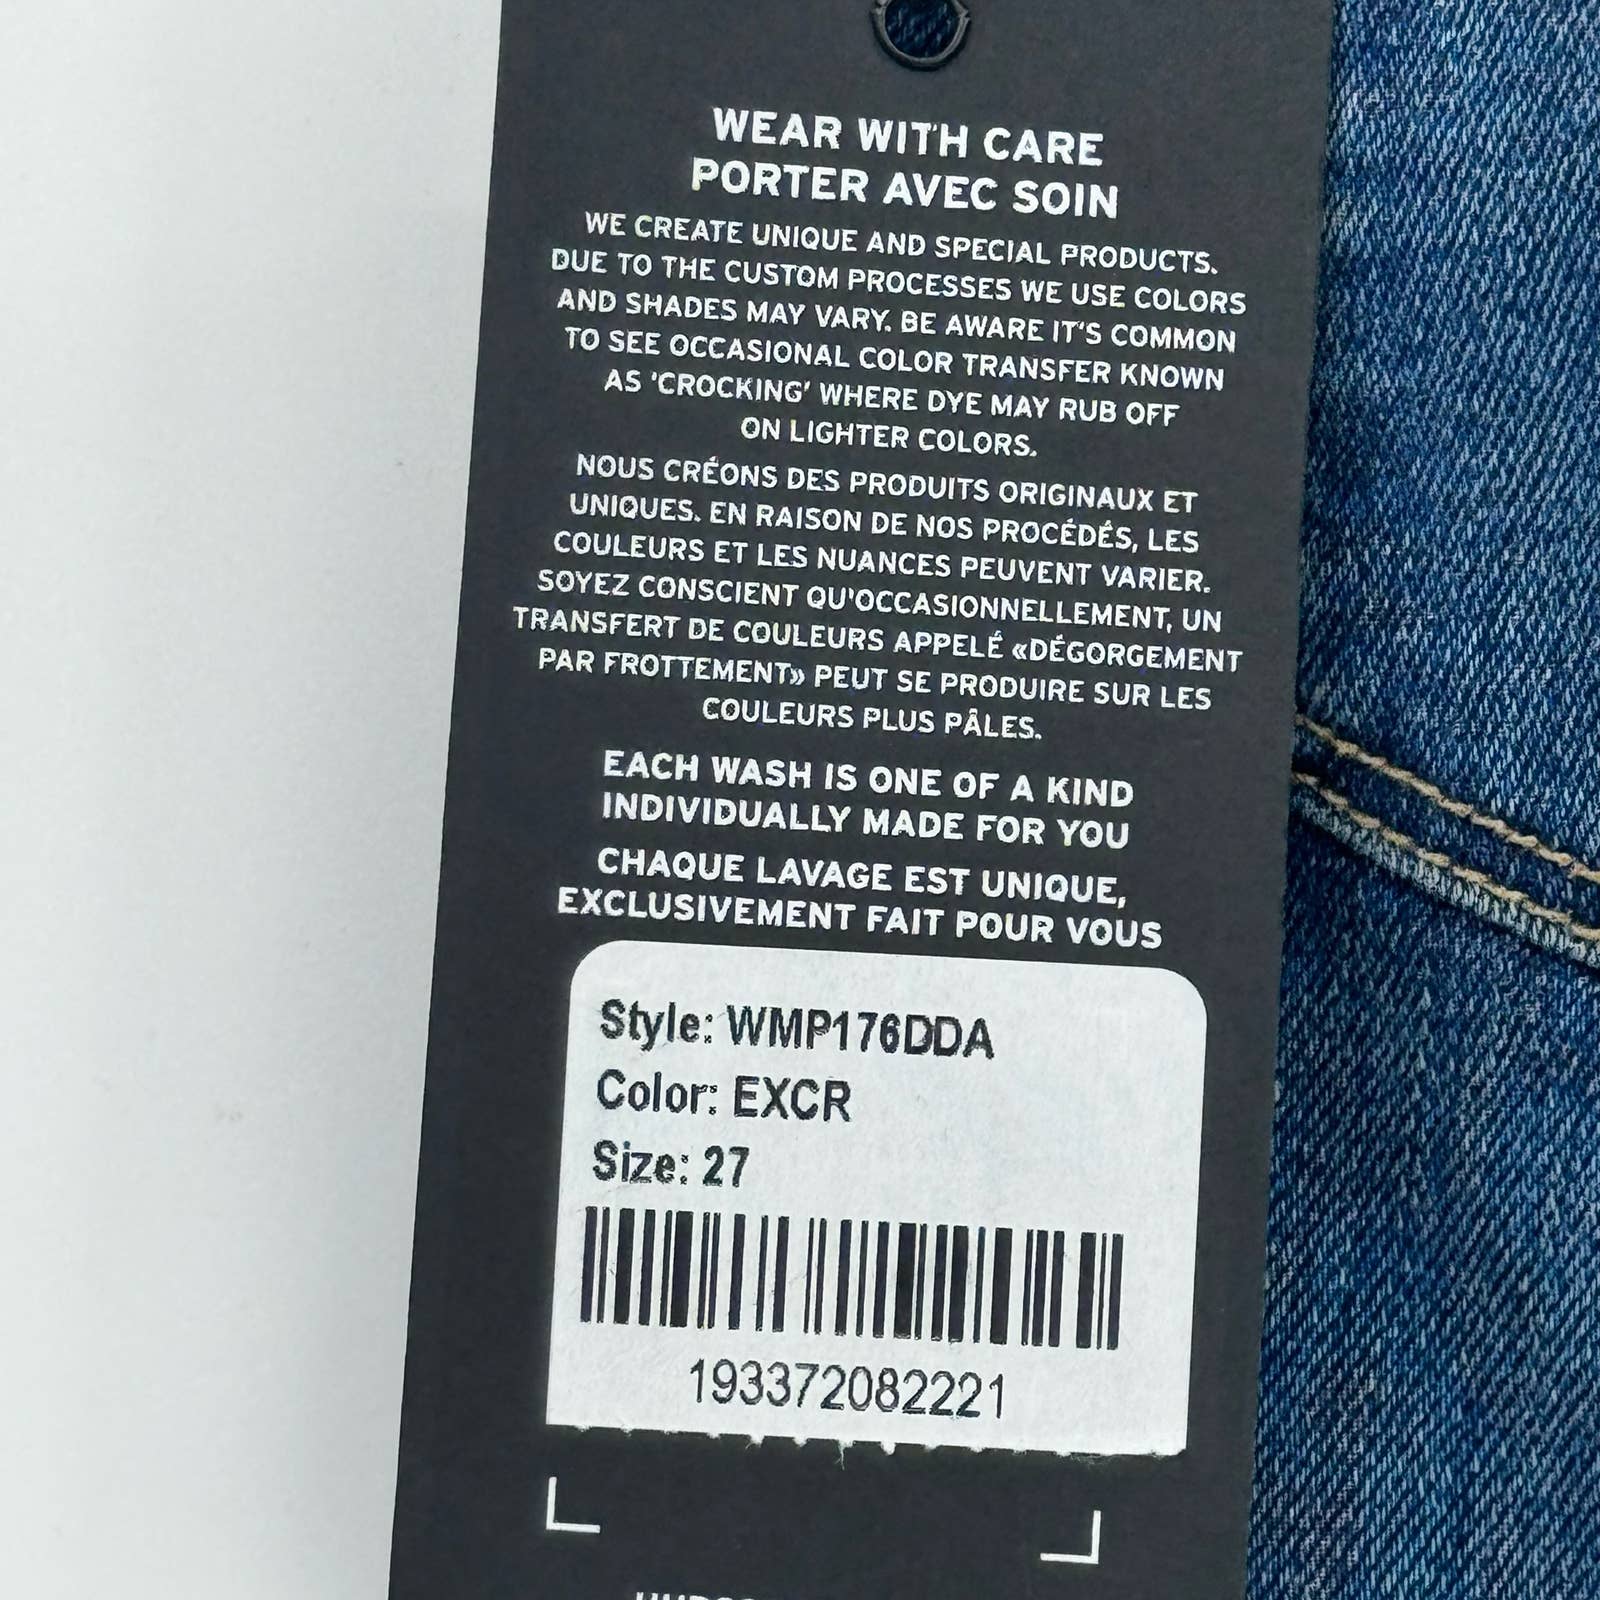 WEAR WITH CARE
PORTER AVEC SOIN
WE CREATE UNIQUE AND SPECIAL PRODUCTS.
DUE TO THE CUSTOM PROCESSES WE USE COLORS
AND SHADES MAY VARY. BE AWARE IT'S COMMON
TO SEE OCCASIONAL COLOR TRANSFER KNOWN
AS 'CROCKING' WHERE DYE MAY RUB OFF
ON LIGHTER COLORS.
NOUS CRÉONS DES PRODUITS ORIGINAUX ET
UNIQUES. EN RAISON DE NOS PROCÉDÉS, LES
COULEURS ET LES NUANCES PEUVENT VARIER.
SOYEZ CONSCIENT QU'OCCASIONNELLEMENT, UN
TRANSFERT DE COULEURS APPELÉ «DÉGORGEMENT
PAR FROTTEMENT» PEUT SE PRODUIRE SUR LES
COULEURS PLUS PÂLES.
EACH WASH IS ONE OF A KIND
INDIVIDUALLY MADE FOR YOU
CHAQUE LAVAGE EST UNIQUE,
EXCLUSIVEMENT FAIT POUR VOUS
Style: WMP176DDA
Color: EXCR
Size: 27
193372082221